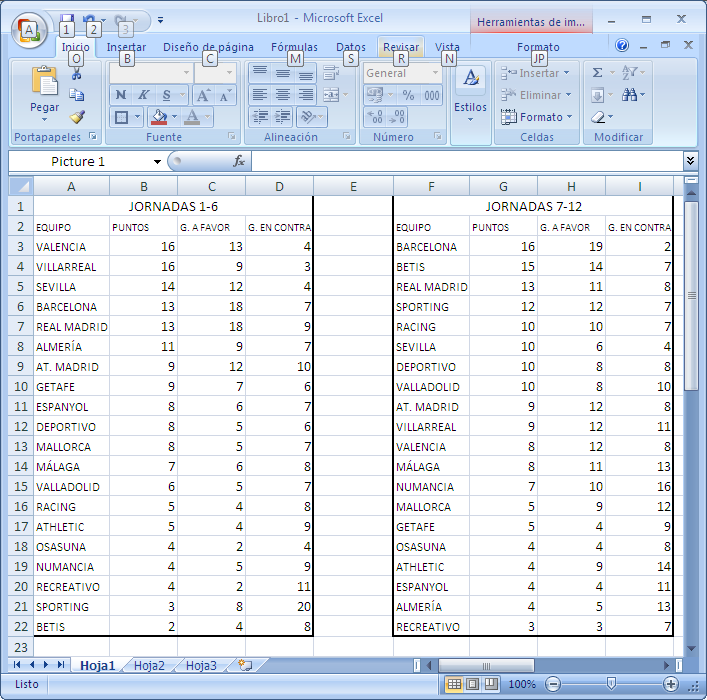 Libro1 - Microsoft Excel Herramientas de im...
1 2 3
Inicio Insertar Diseño de página Fórmulas Datos Revisar Vista Formato
O B C M S R N JP
Pegar General Estilos Insertar Eliminar Formato
N K S A A % 000
Portapapeles Fuente Alineación Número Celdas Modificar
Picture 1 fx
A B C D E F G H I
1 JORNADAS 1-6 JORNADAS 7-12
2 EQUIPO PUNTOS G. A FAVOR G. EN CONTRA EQUIPO PUNTOS G. A FAVOR G. EN CONTRA
3 VALENCIA 16 13 4 BARCELONA 16 19 2
4 VILLARREAL 16 9 3 BETIS 15 14 7
5 SEVILLA 14 12 4 REAL MADRID 13 11 8
6 BARCELONA 13 18 7 SPORTING 12 12 7
7 REAL MADRID 13 18 9 RACING 10 10 7
8 ALMERÍA 11 9 7 SEVILLA 10 6 4
9 AT. MADRID 9 12 10 DEPORTIVO 10 8 8
10 GETAFE 9 7 6 VALLADOLID 10 8 10
11 ESPANYOL 8 6 7 AT. MADRID 9 12 8
12 DEPORTIVO 8 5 6 VILLARREAL 9 12 11
13 MALLORCA 8 5 7 VALENCIA 8 12 8
14 MÁLAGA 7 6 8 MÁLAGA 8 11 13
15 VALLADOLID 6 5 7 NUMANCIA 7 10 16
16 RACING 5 4 8 MALLORCA 5 9 12
17 ATHLETIC 5 4 9 GETAFE 5 4 9
18 OSASUNA 4 2 4 OSASUNA 4 4 8
19 NUMANCIA 4 5 9 ATHLETIC 4 9 14
20 RECREATIVO 4 2 11 ESPANYOL 4 4 11
21 SPORTING 3 8 20 ALMERÍA 4 5 13
22 BETIS 2 4 8 RECREATIVO 3 3 7
23
Hoja1 Hoja2 Hoja3
Listo 100%